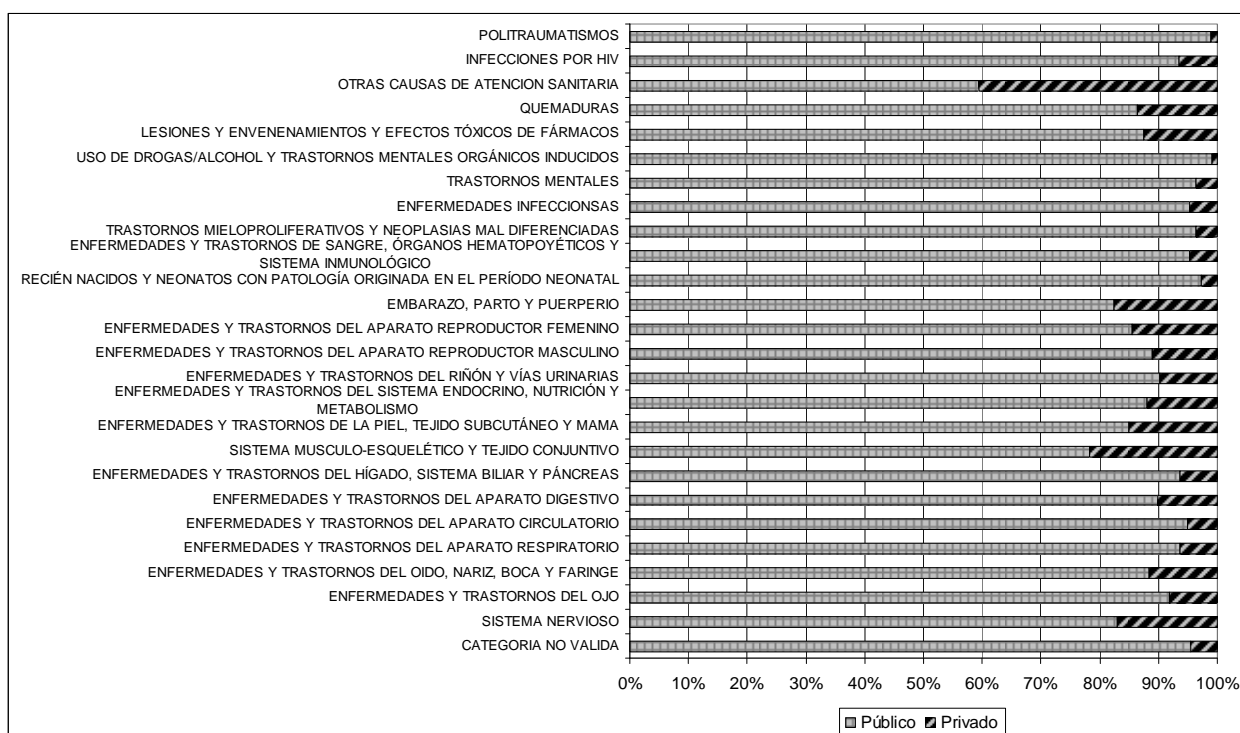 POLITRAUMATISMOS
INFECCIONES POR HIV
OTRAS CAUSAS DE ATENCION SANITARIA
QUEMADURAS
LESIONES Y ENVENENAMIENTOS Y EFECTOS TÓXICOS DE FÁRMACOS
USO DE DROGAS/ALCOHOL Y TRASTORNOS MENTALES ORGÁNICOS INDUCIDOS
TRASTORNOS MENTALES
ENFERMEDADES INFECCIONSAS
TRASTORNOS MIELOPROLIFERATIVOS Y NEOPLASIAS MAL DIFERENCIADAS
ENFERMEDADES Y TRASTORNOS DE SANGRE, ÓRGANOS HEMATOPOYÉTICOS Y
SISTEMA INMUNOLÓGICO
RECIÉN NACIDOS Y NEONATOS CON PATOLOGÍA ORIGINADA EN EL PERÍODO NEONATAL
EMBARAZO, PARTO Y PUERPERIO
ENFERMEDADES Y TRASTORNOS DEL APARATO REPRODUCTOR FEMENINO
ENFERMEDADES Y TRASTORNOS DEL APARATO REPRODUCTOR MASCULINO
ENFERMEDADES Y TRASTORNOS DEL RIÑÓN Y VÍAS URINARIAS
ENFERMEDADES Y TRASTORNOS DEL SISTEMA ENDOCRINO, NUTRICIÓN Y
METABOLISMO
ENFERMEDADES Y TRASTORNOS DE LA PIEL, TEJIDO SUBCUTÁNEO Y MAMA
SISTEMA MUSCULO-ESQUELÉTICO Y TEJIDO CONJUNTIVO
ENFERMEDADES Y TRASTORNOS DEL HÍGADO, SISTEMA BILIAR Y PÁNCREAS
ENFERMEDADES Y TRASTORNOS DEL APARATO DIGESTIVO
ENFERMEDADES Y TRASTORNOS DEL APARATO CIRCULATORIO
ENFERMEDADES Y TRASTORNOS DEL APARATO RESPIRATORIO
ENFERMEDADES Y TRASTORNOS DEL OIDO, NARIZ, BOCA Y FARINGE
ENFERMEDADES Y TRASTORNOS DEL OJO
SISTEMA NERVIOSO
CATEGORIA NO VALIDA
0% 10% 20% 30% 40% 50% 60% 70% 80% 90% 100%
Público Privado